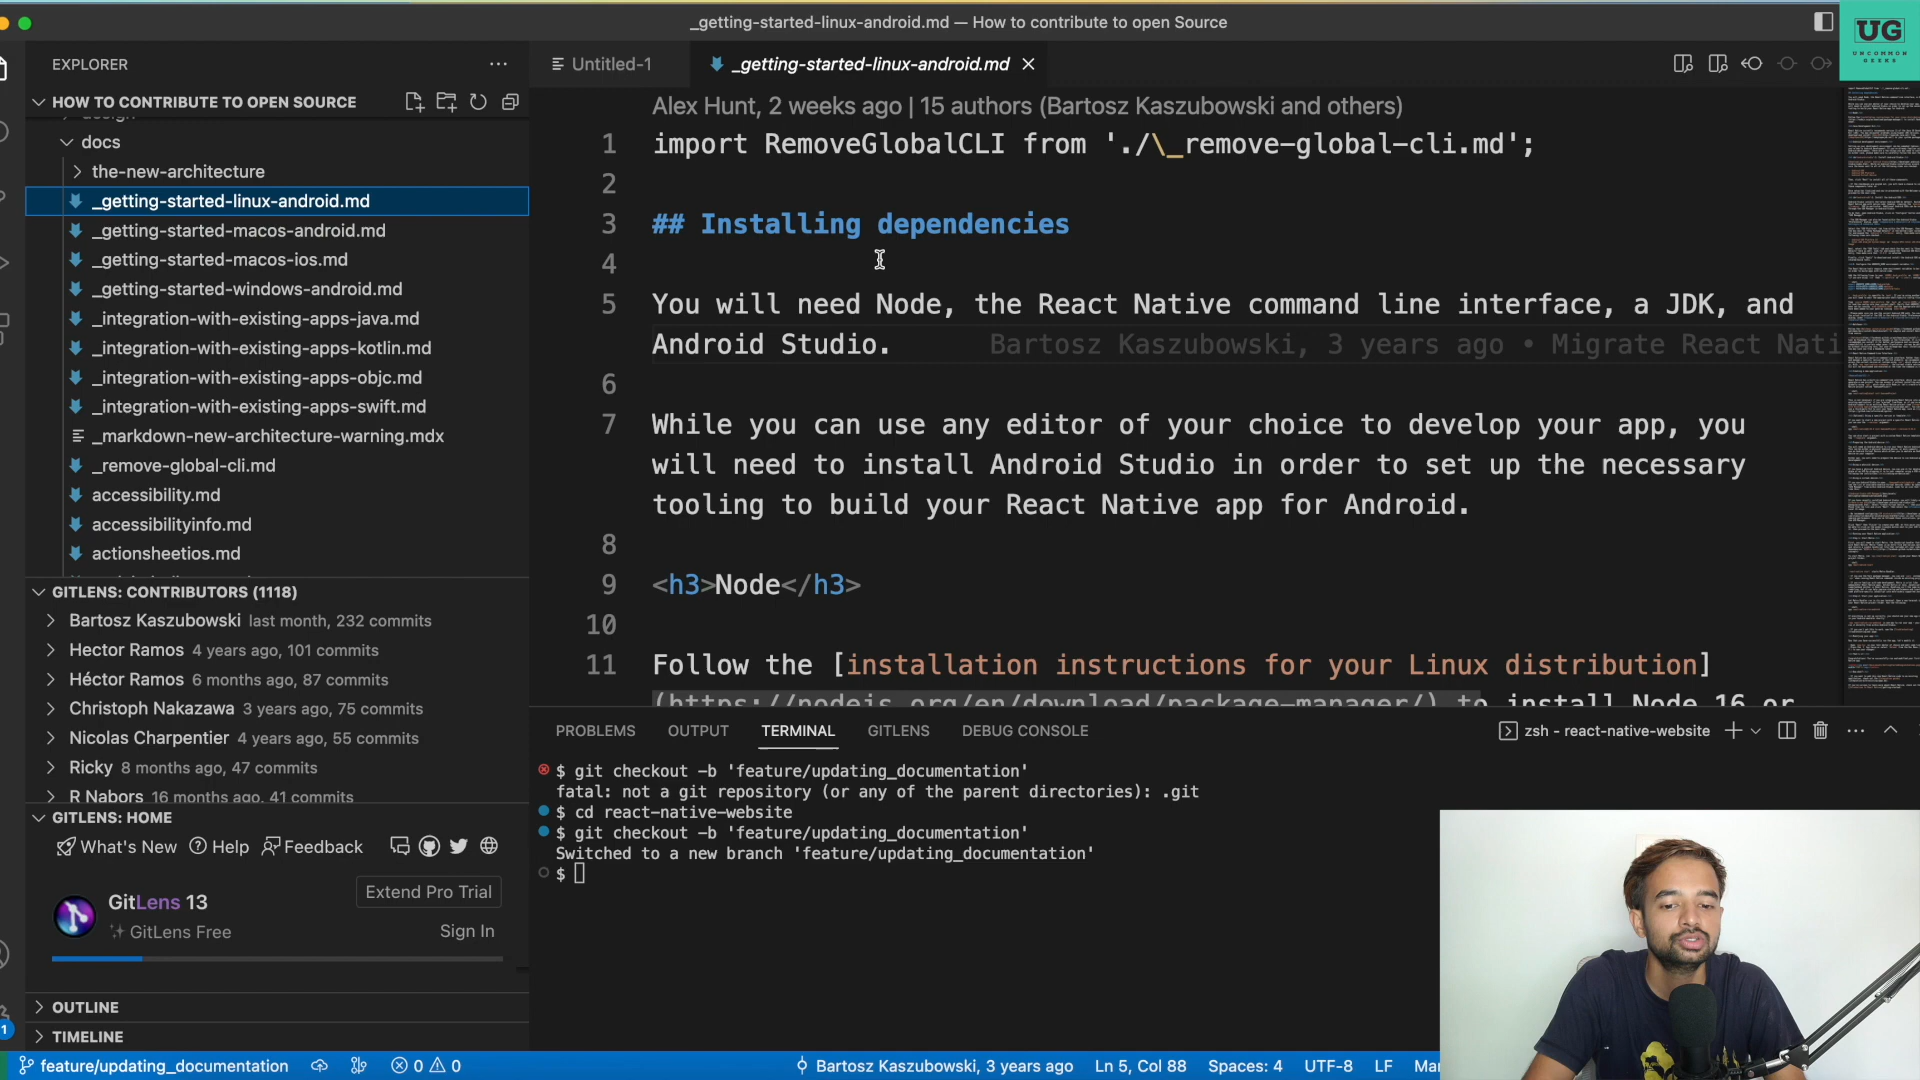 _getting-started-linux-android.md — How to contribute to open Source
UG
UNCOMMON
GEEKS
EXPLORER
Untitled-1
_getting-started-linux-android.md
HOW TO CONTRIBUTE TO OPEN SOURCE
docs
the-new-architecture
_getting-started-linux-android.md
_getting-started-macos-android.md
_getting-started-macos-ios.md
_getting-started-windows-android.md
_integration-with-existing-apps-java.md
_integration-with-existing-apps-kotlin.md
_integration-with-existing-apps-objc.md
_integration-with-existing-apps-swift.md
_markdown-new-architecture-warning.mdx
_remove-global-cli.md
accessibility.md
accessibilityinfo.md
actionsheetios.md
GITLENS: CONTRIBUTORS (1118)
Bartosz Kaszubowski last month, 232 commits
Hector Ramos 4 years ago, 101 commits
Héctor Ramos 6 months ago, 87 commits
Christoph Nakazawa 3 years ago, 75 commits
Nicolas Charpentier 4 years ago, 55 commits
Ricky 8 months ago, 47 commits
R Nabors 16 months ago, 41 commits
GITLENS: HOME
What's New Help Feedback
GitLens 13
Extend Pro Trial
GitLens Free
Sign In
OUTLINE
TIMELINE
Alex Hunt, 2 weeks ago | 15 authors (Bartosz Kaszubowski and others)
1 import RemoveGlobalCLI from './\_remove-global-cli.md';
2
3 ## Installing dependencies
4
5 You will need Node, the React Native command line interface, a JDK, and
Android Studio. Bartosz Kaszubowski, 3 years ago • Migrate React Nati
6
7 While you can use any editor of your choice to develop your app, you
will need to install Android Studio in order to set up the necessary
tooling to build your React Native app for Android.
8
9 <h3>Node</h3>
10
11 Follow the [installation instructions for your Linux distribution]
(https://nodejs.org/en/download/package-manager/) to install Node 16 or
PROBLEMS OUTPUT TERMINAL GITLENS DEBUG CONSOLE
zsh - react-native-website
$ git checkout -b 'feature/updating_documentation'
fatal: not a git repository (or any of the parent directories): .git
$ cd react-native-website
$ git checkout -b 'feature/updating_documentation'
Switched to a new branch 'feature/updating_documentation'
$
1
feature/updating_documentation 0 0 Bartosz Kaszubowski, 3 years ago Ln 5, Col 88 Spaces: 4 UTF-8 LF Mar